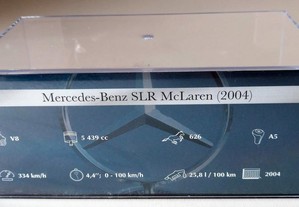 Mercedes-Benz SLR McLaren (2004)
V8 5 439 cc 626 A5
334 km/h 4,4"; 0 - 100 km/h 25,8 l / 100 km 2004